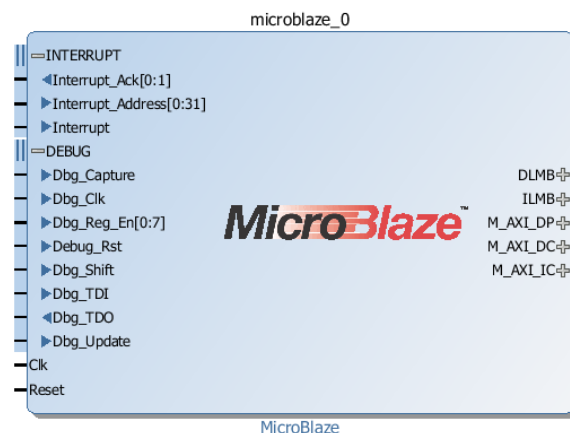 microblaze_0
INTERRUPT
Interrupt_Ack[0:1]
Interrupt_Address[0:31]
Interrupt
DEBUG
Dbg_Capture
Dbg_Clk
Dbg_Reg_En[0:7]
Debug_Rst
Dbg_Shift
Dbg_TDI
Dbg_TDO
Dbg_Update
Clk
Reset
MicroBlaze™
DLMB
ILMB
M_AXI_DP
M_AXI_DC
M_AXI_IC
MicroBlaze